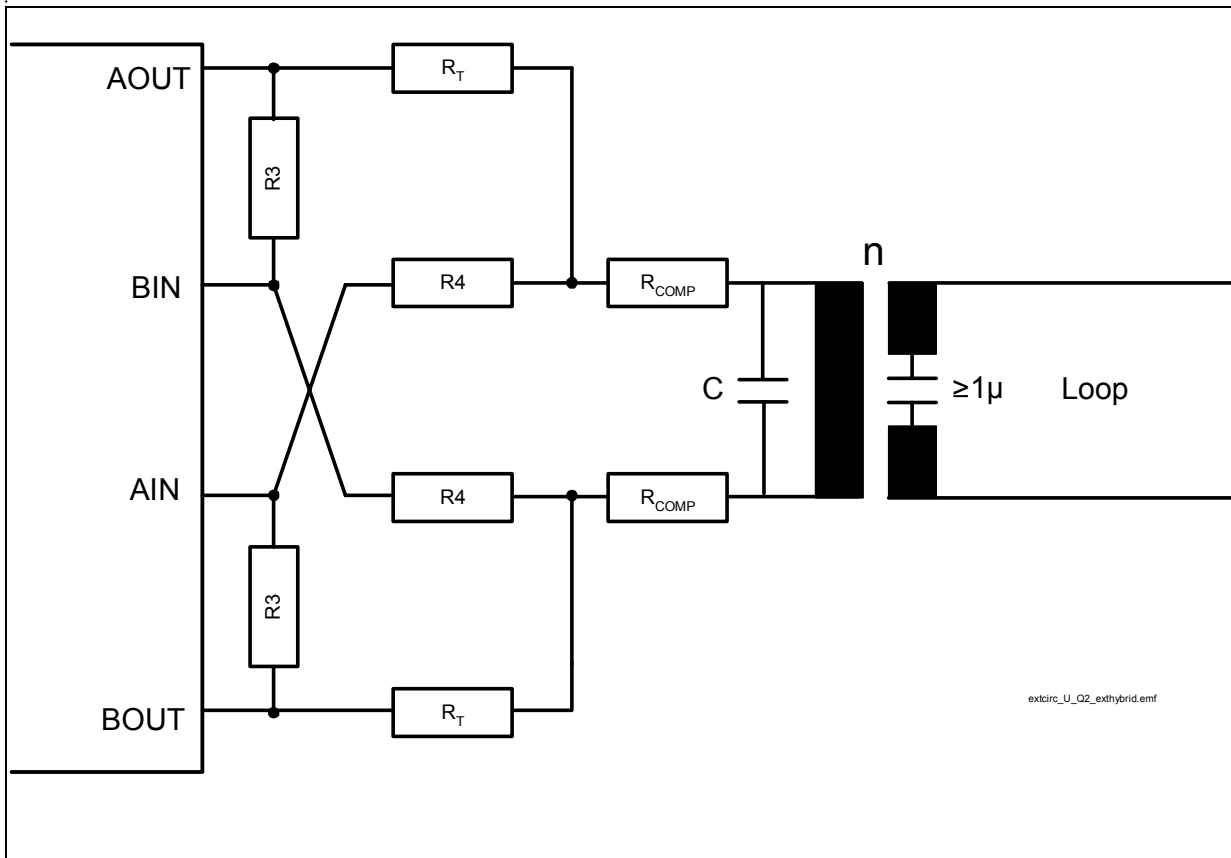 AOUT
R_T
R3
n
BIN
R4
R_COMP
C
≥1µ
Loop
AIN
R4
R_COMP
R3
BOUT
R_T
extcirc_U_Q2_exthybrid.emf